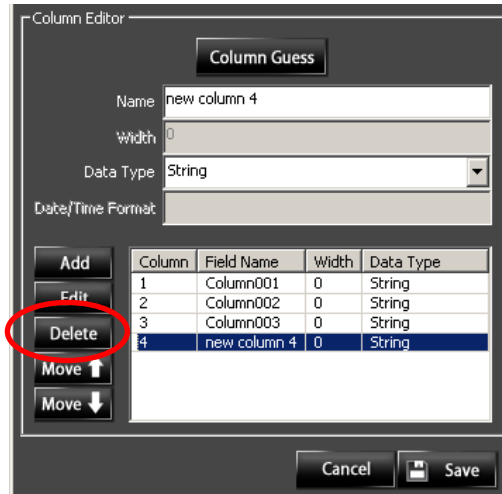 Column Editor
Column Guess
Name new column 4
Width 0
Data Type String
Date/Time Format
Add
Edit
Delete
Move
Move
Column Field Name Width Data Type
1 Column001 0 String
2 Column002 0 String
3 Column003 0 String
4 new column 4 0 String
Cancel Save